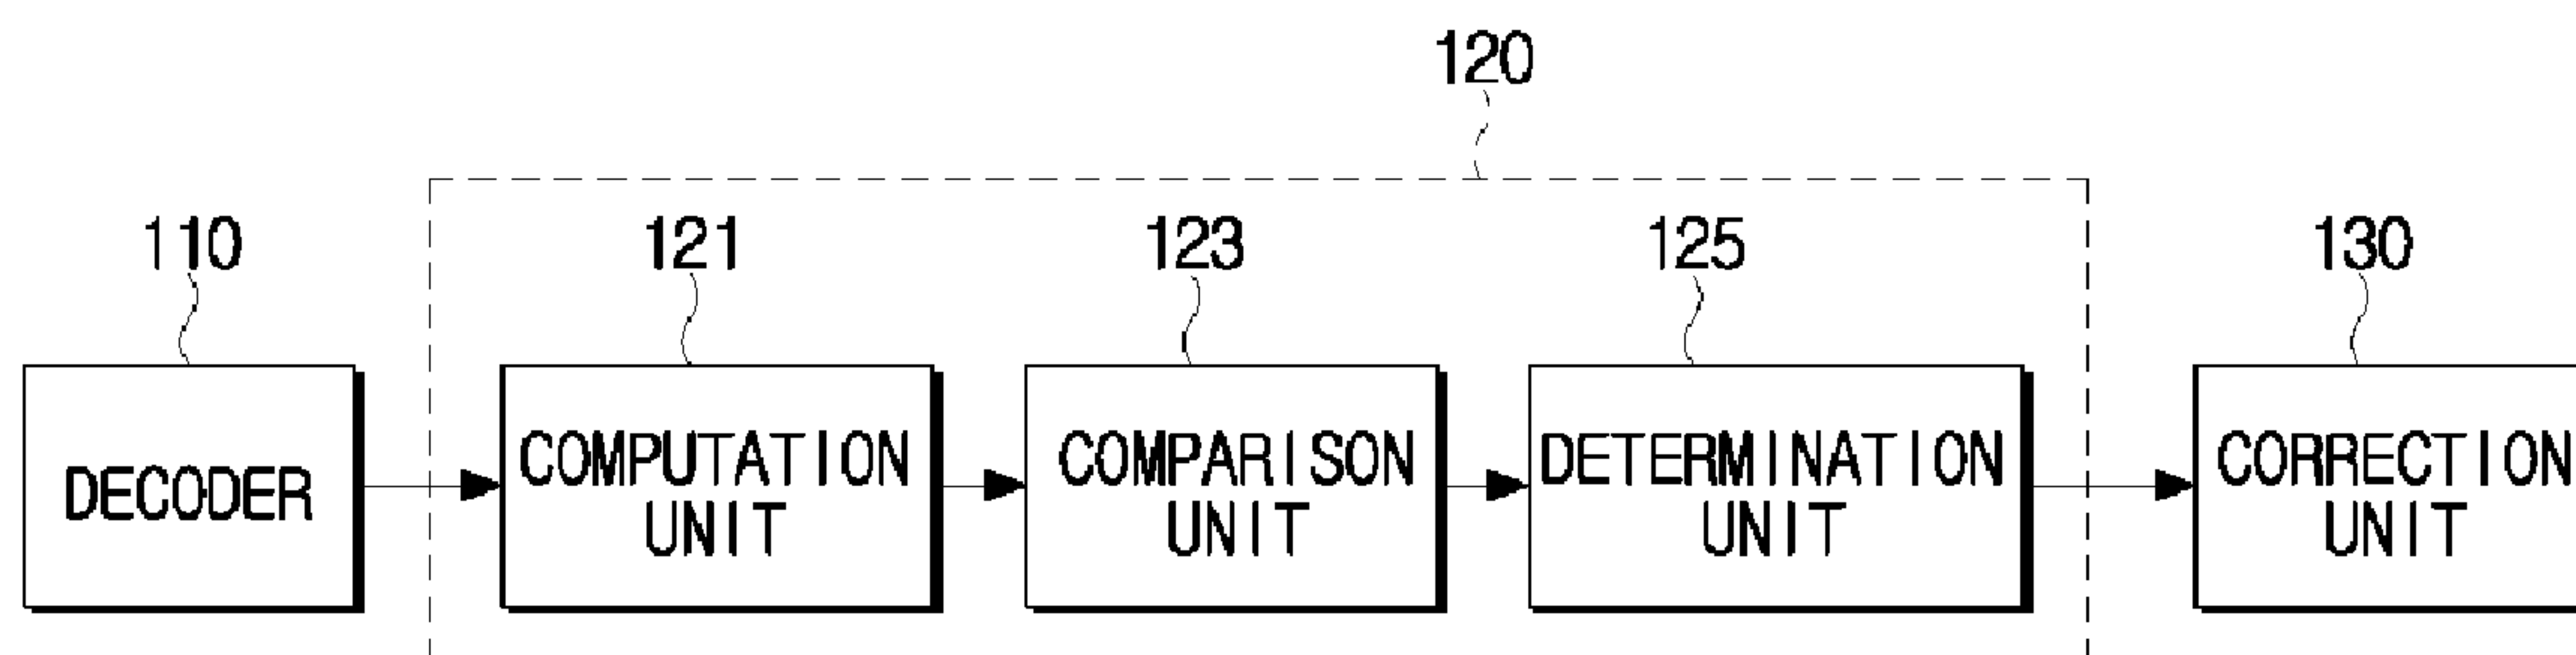 120
110
121
123
125
130
DECODER
COMPUTATION
UNIT
COMPARISON
UNIT
DETERMINATION
UNIT
CORRECTION
UNIT